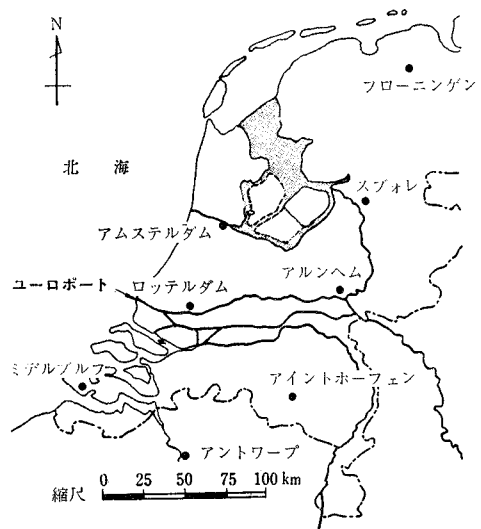 N
フローニンゲン
北海
スヴォレ
アムステルダム
アルンヘム
ユーロポート
ロッテルダム
ミデルブルフ
アイントホーフェン
アントワープ
0 25 50 75 100 km
縮尺